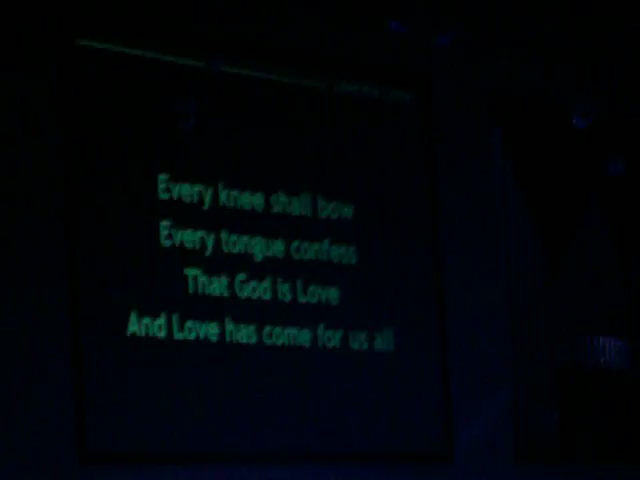 Every knee shall bow
Every tongue confess
That God is Love
And Love has come for us all